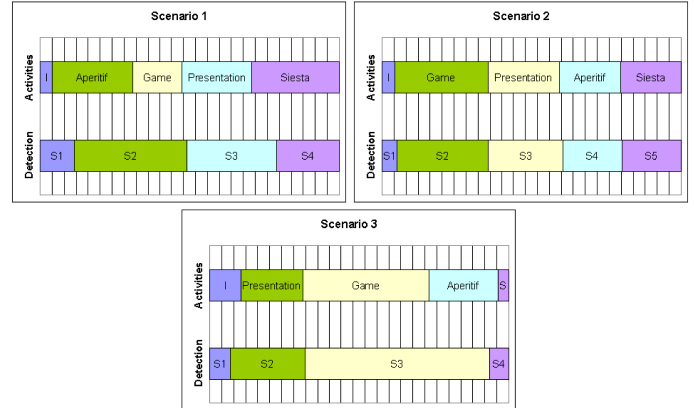 Scenario 1
Activities
I Aperitif Game Presentation Siesta
Detection
S1 S2 S3 S4
Scenario 2
Activities
I Game Presentation Aperitif Siesta
Detection
S1 S2 S3 S4 S5
Scenario 3
Activities
I Presentation Game Aperitif S
Detection
S1 S2 S3 S4